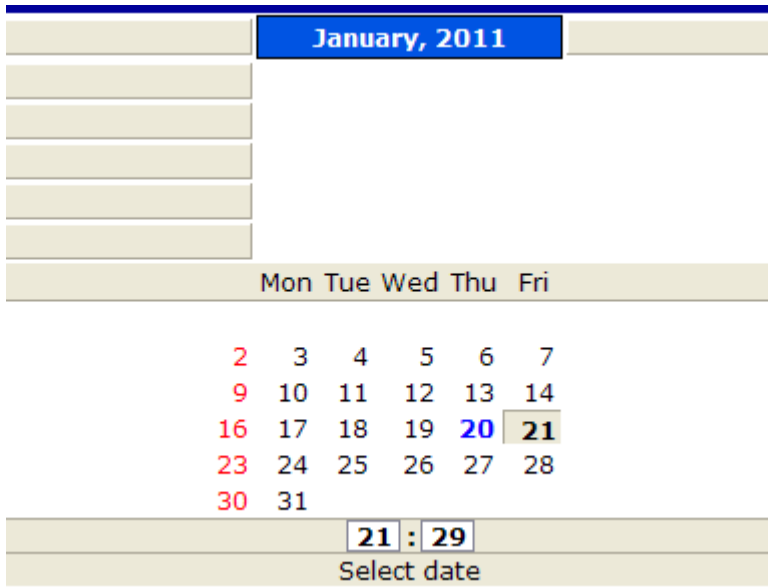 January, 2011
Mon Tue Wed Thu Fri
2 3 4 5 6 7
9 10 11 12 13 14
16 17 18 19 20 21
23 24 25 26 27 28
30 31
21 : 29
Select date